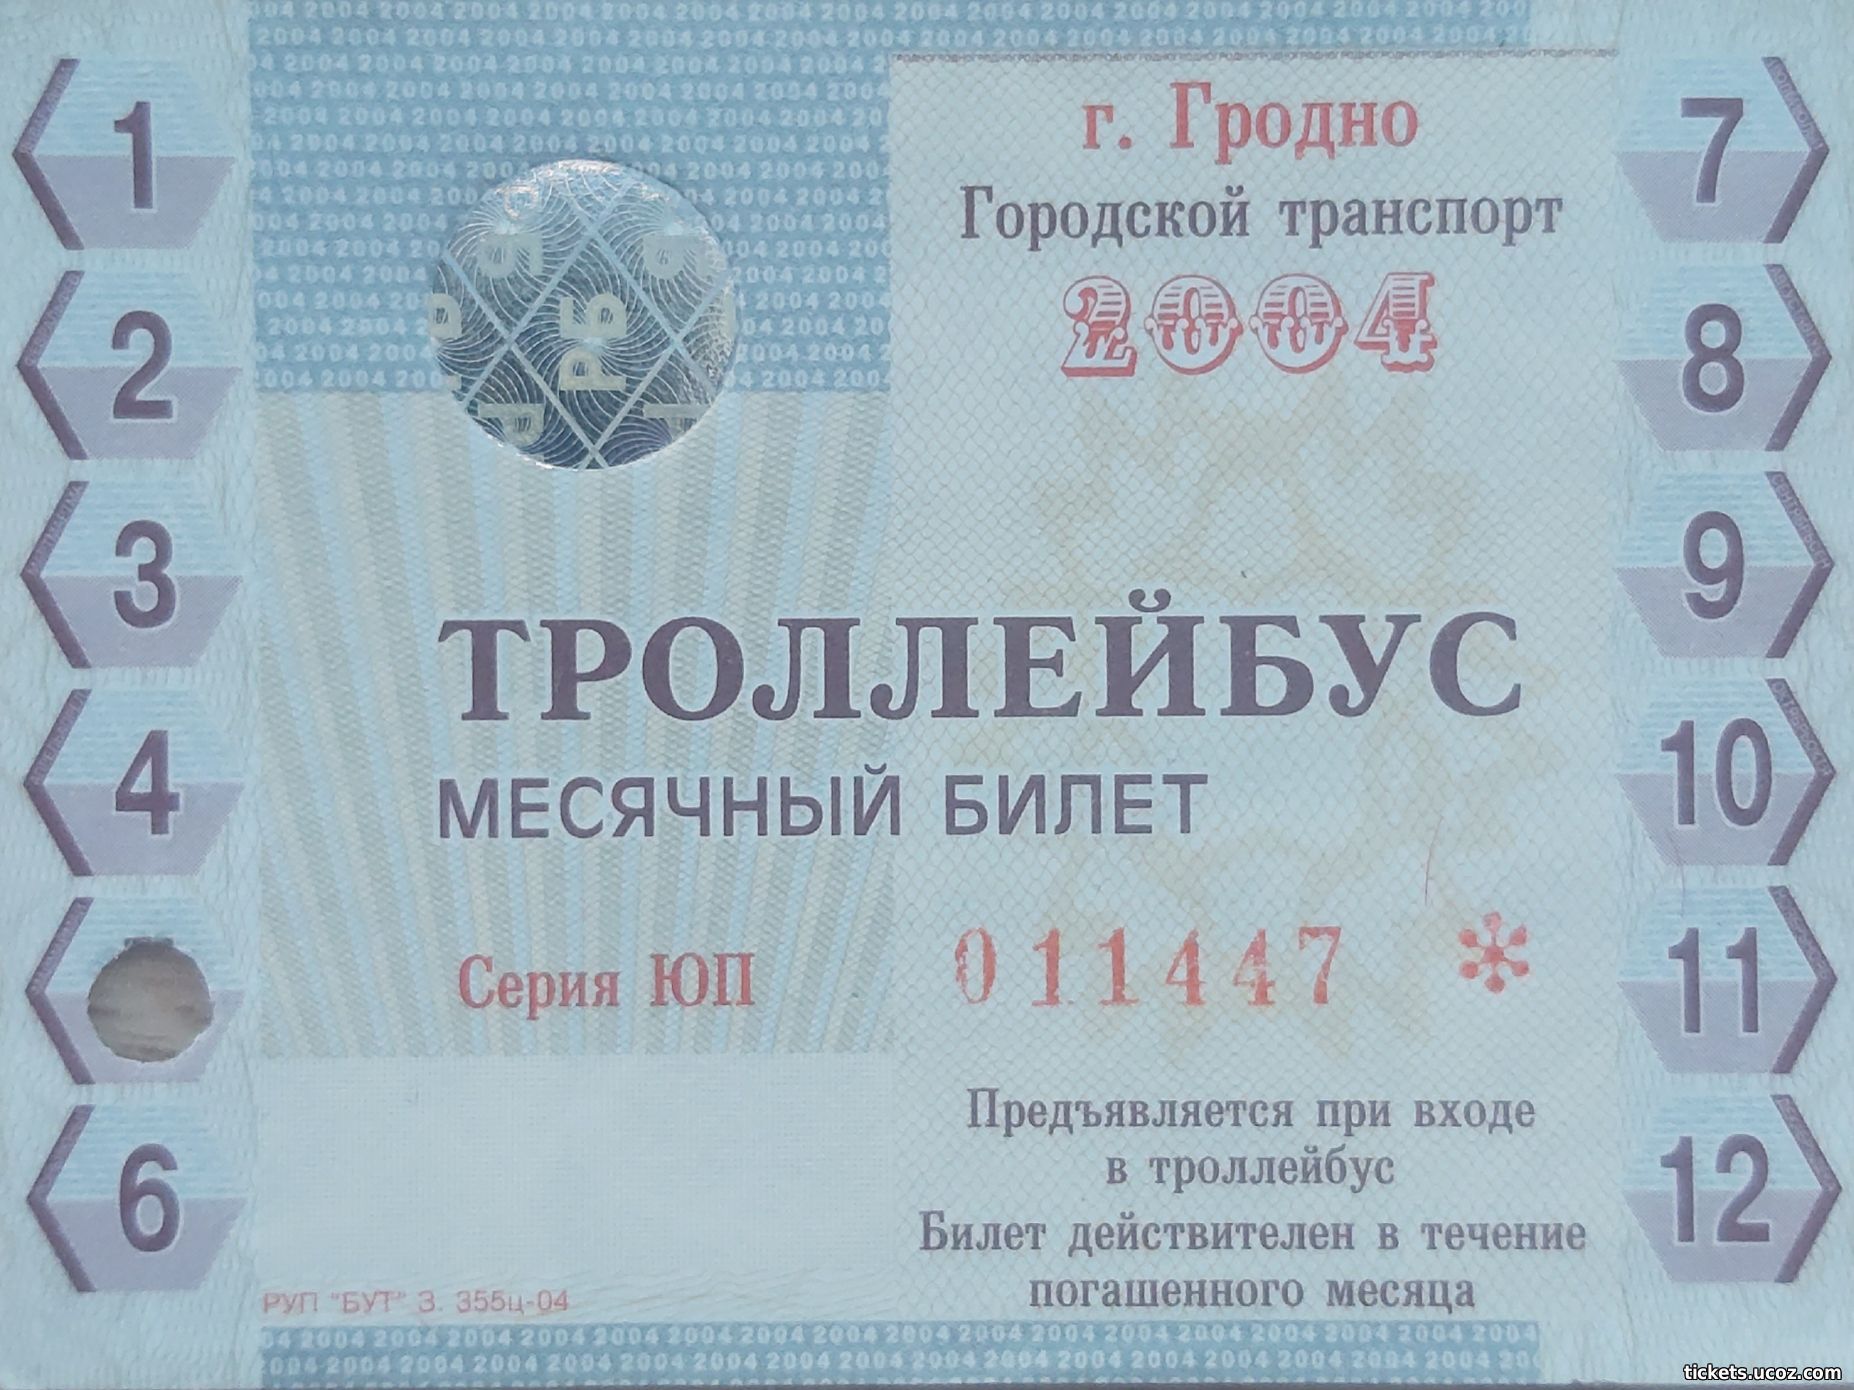 г. Гродно
Городской транспорт
2004
ТРОЛЛЕЙБУС
МЕСЯЧНЫЙ БИЛЕТ
Серия ЮП 011447 *
Предъявляется при входе
в троллейбус
Билет действителен в течение
погашенного месяца
РУП "БУТ" З. 355ц-04
1
2
3
4
6
7
8
9
10
11
12
РБ
tickets.ucoz.com